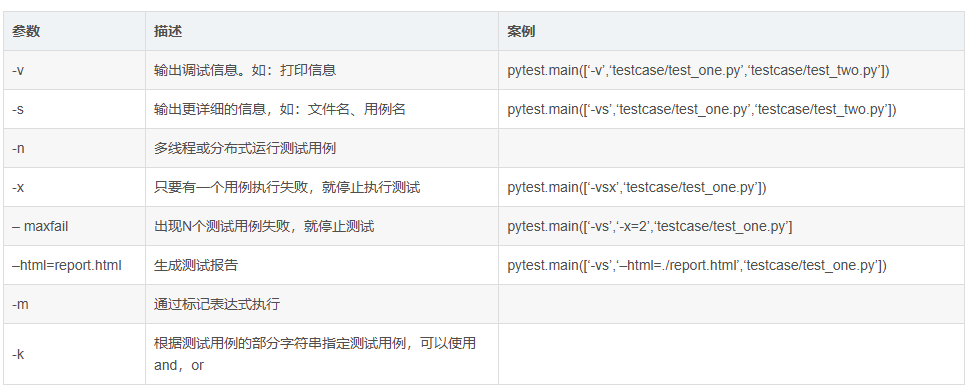 参数 描述 案例
-v 输出调试信息。如：打印信息 pytest.main([‘-v’,‘testcase/test_one.py’,‘testcase/test_two.py’])
-s 输出更详细的信息，如：文件名、用例名 pytest.main([‘-vs’,‘testcase/test_one.py’,‘testcase/test_two.py’])
-n 多线程或分布式运行测试用例
-x 只要有一个用例执行失败，就停止执行测试 pytest.main([‘-vsx’,‘testcase/test_one.py’])
– maxfail 出现N个测试用例失败，就停止测试 pytest.main([‘-vs’,‘-x=2’,‘testcase/test_one.py’]
–html=report.html 生成测试报告 pytest.main([‘-vs’,‘–html=./report.html’,‘testcase/test_one.py’])
-m 通过标记表达式执行
-k 根据测试用例的部分字符串指定测试用例，可以使用
and，or